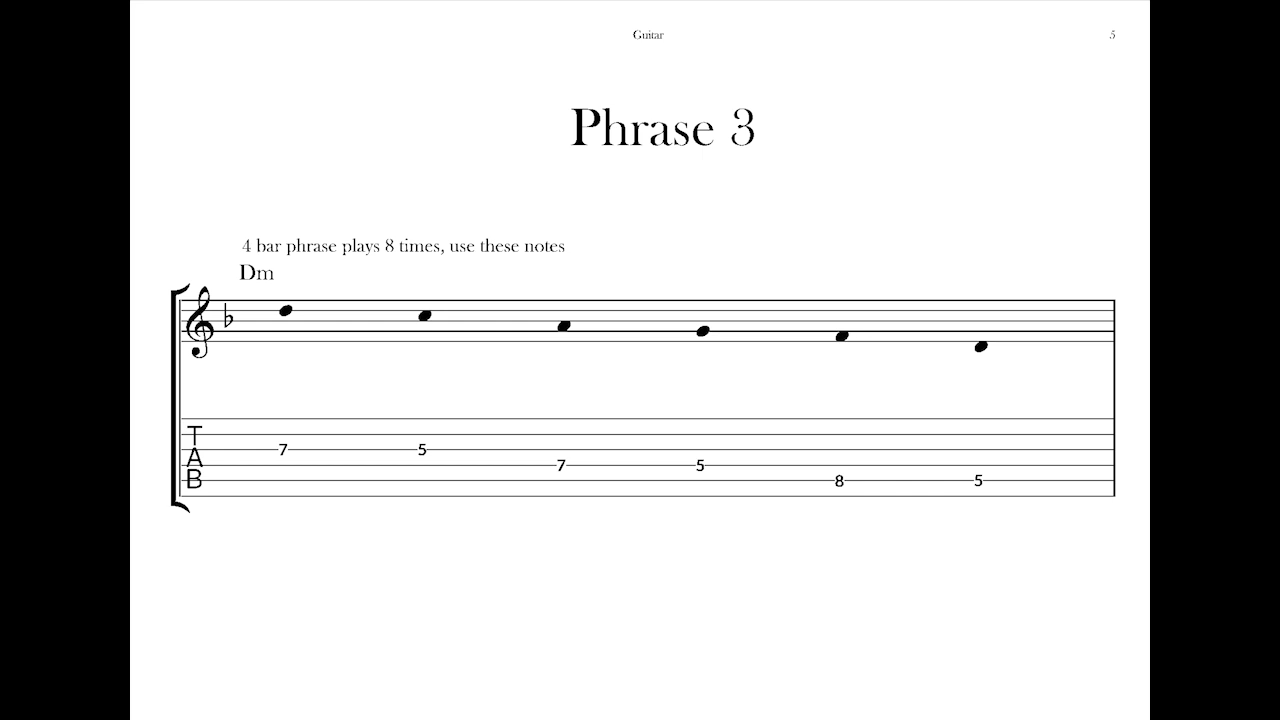 Guitar 5
Phrase 3
4 bar phrase plays 8 times, use these notes
Dm
T
A
B
7 5 7 5 8 5